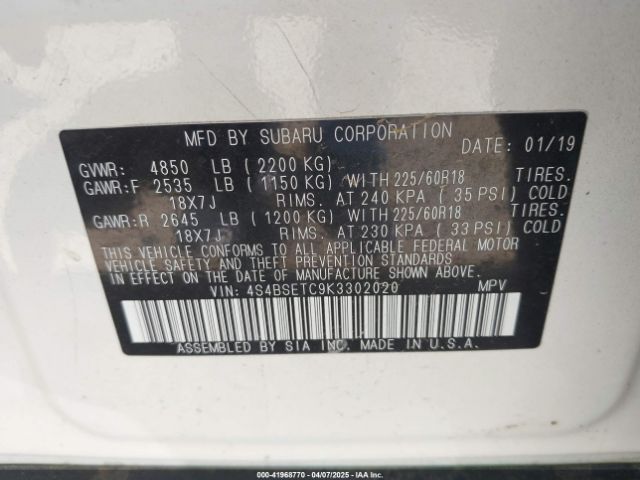 MFD BY SUBARU CORPORATION DATE: 01/19
GVWR: 4850 LB (2200 KG)
GAWR:F 2535 LB (1150 KG) WITH 225/60R18 TIRES.
18X7J RIMS. AT 240 KPA (35 PSI) COLD
GAWR:R 2645 LB (1200 KG) WITH 225/60R18 TIRES.
18X7J RIMS. AT 230 KPA (33 PSI) COLD
THIS VEHICLE CONFORMS TO ALL APPLICABLE FEDERAL MOTOR
VEHICLE SAFETY AND THEFT PREVENTION STANDARDS
IN EFFECT ON THE DATE OF MANUFACTURE SHOWN ABOVE.
VIN: 4S4BSETC9K3302020 MPV
ASSEMBLED BY SIA INC. MADE IN U.S.A.
000-41968770 - 04/07/2025 - IAAI.COM